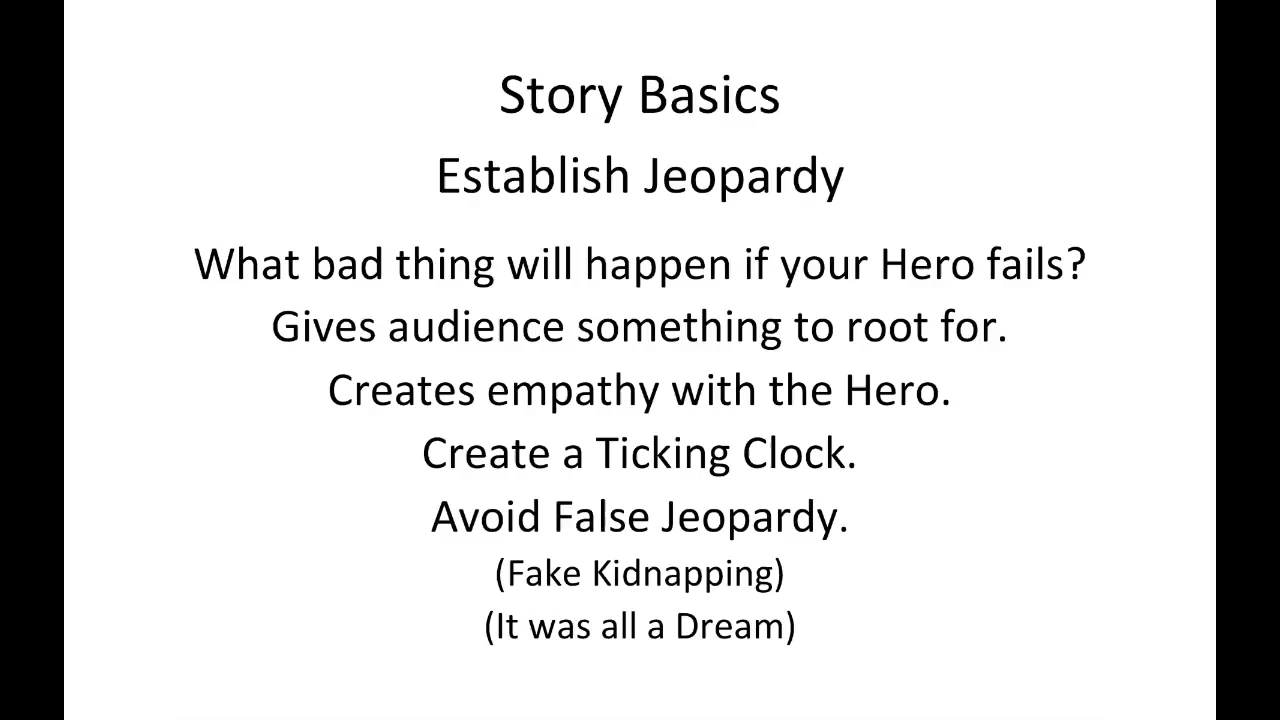 Story Basics
Establish Jeopardy
What bad thing will happen if your Hero fails?
Gives audience something to root for.
Creates empathy with the Hero.
Create a Ticking Clock.
Avoid False Jeopardy.
(Fake Kidnapping)
(It was all a Dream)